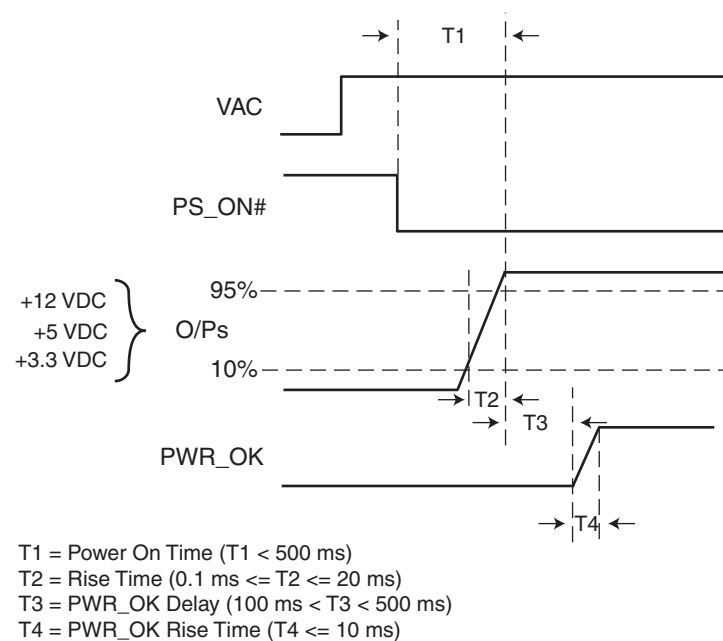 T1
VAC
PS_ON#
+12 VDC
+5 VDC
+3.3 VDC
O/Ps
95%
10%
T2
T3
PWR_OK
T4
T1 = Power On Time (T1 < 500 ms)
T2 = Rise Time (0.1 ms <= T2 <= 20 ms)
T3 = PWR_OK Delay (100 ms < T3 < 500 ms)
T4 = PWR_OK Rise Time (T4 <= 10 ms)